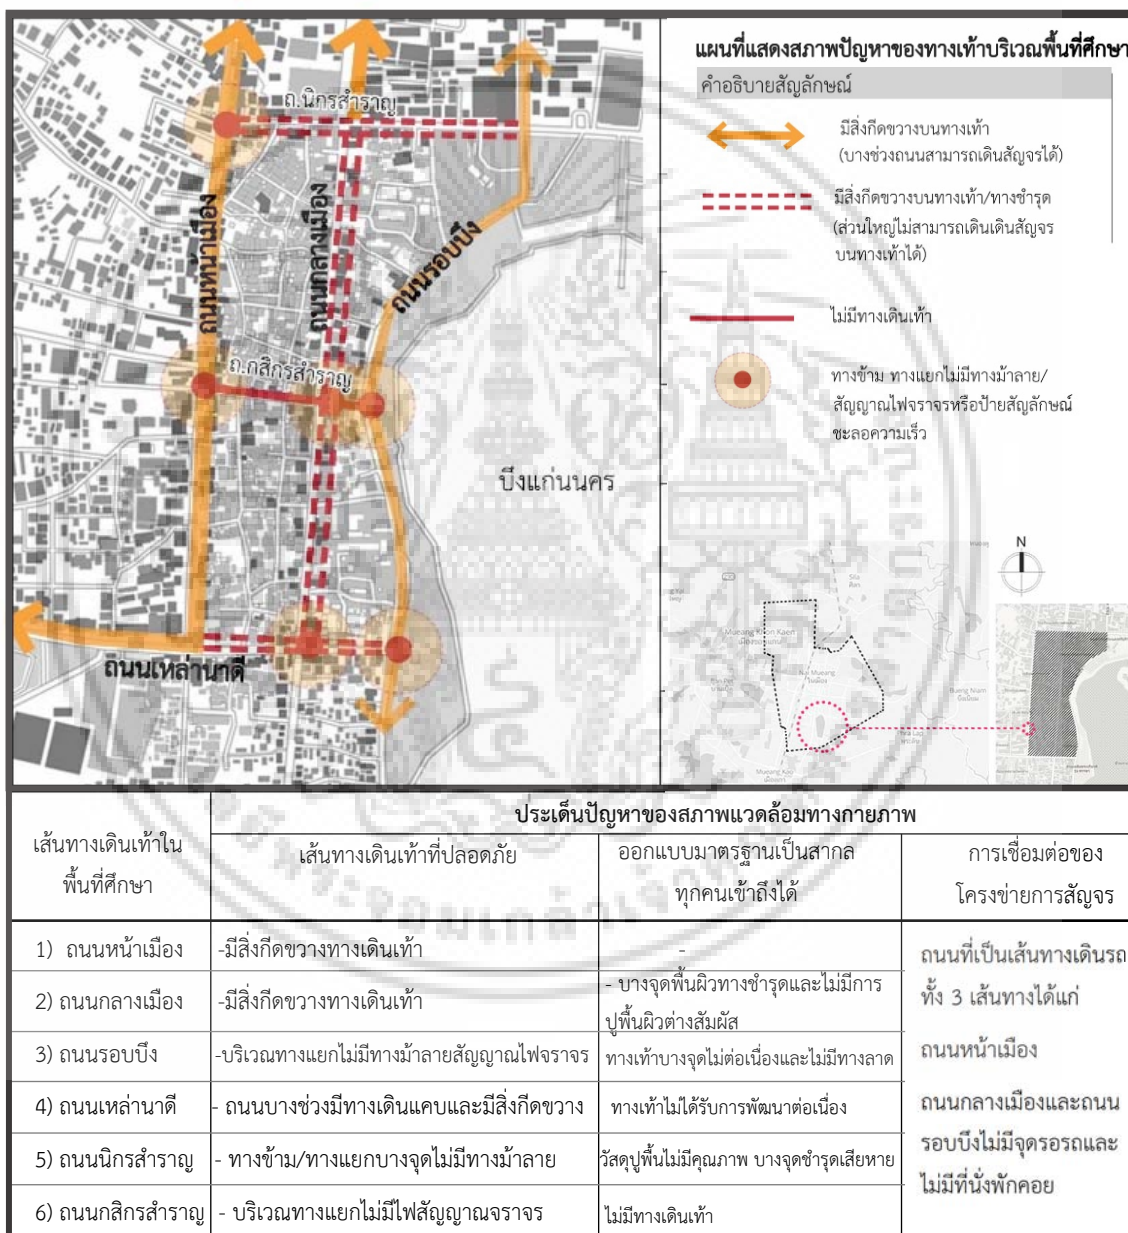 แผนที่แสดงสภาพปัญหาของทางเท้าบริเวณพื้นที่ศึกษา
คำอธิบายสัญลักษณ์
มีสิ่งกีดขวางบนทางเท้า
(บางช่วงถนนสามารถเดินสัญจรได้)
มีสิ่งกีดขวางบนทางเท้า/ทางชำรุด
(ส่วนใหญ่ไม่สามารถเดินเดินสัญจร
บนทางเท้าได้)
ไม่มีทางเดินเท้า
ทางข้าม ทางแยกไม่มีทางม้าลาย/
สัญญาณไฟจราจรหรือป้ายสัญลักษณ์
ชะลอความเร็ว
ถ.นิกรสำราญ
ถนนหน้าเมือง
ถนนกลางเมือง
ถนนรอบบึง
ถ.กสิกรสำราญ
บึงแก่นนคร
ถนนเหล่านาดี
N
Sila
Mueang Khon Kaen
Nai Mueang
Bueng Niam
Mueang Kao
ประเด็นปัญหาของสภาพแวดล้อมทางกายภาพ
เส้นทางเดินเท้าใน
พื้นที่ศึกษา
เส้นทางเดินเท้าที่ปลอดภัย
ออกแบบมาตรฐานเป็นสากล
ทุกคนเข้าถึงได้
การเชื่อมต่อของ
โครงข่ายการสัญจร
1) ถนนหน้าเมือง
-มีสิ่งกีดขวางทางเดินเท้า
-
2) ถนนกลางเมือง
-มีสิ่งกีดขวางทางเดินเท้า
- บางจุดพื้นผิวทางชำรุดและไม่มีการ
ปูพื้นผิวต่างสัมผัส
3) ถนนรอบบึง
-บริเวณทางแยกไม่มีทางม้าลายสัญญาณไฟจราจร
ทางเท้าบางจุดไม่ต่อเนื่องและไม่มีทางลาด
4) ถนนเหล่านาดี
- ถนนบางช่วงมีทางเดินแคบและมีสิ่งกีดขวาง
ทางเท้าไม่ได้รับการพัฒนาต่อเนื่อง
5) ถนนนิกรสำราญ
- ทางข้าม/ทางแยกบางจุดไม่มีทางม้าลาย
วัสดุปูพื้นไม่มีคุณภาพ บางจุดชำรุดเสียหาย
6) ถนนกสิกรสำราญ
- บริเวณทางแยกไม่มีไฟสัญญาณจราจร
ไม่มีทางเดินเท้า
ถนนที่เป็นเส้นทางเดินรถ
ทั้ง 3 เส้นทางได้แก่
ถนนหน้าเมือง
ถนนกลางเมืองและถนน
รอบบึงไม่มีจุดรอรถและ
ไม่มีที่นั่งพักคอย